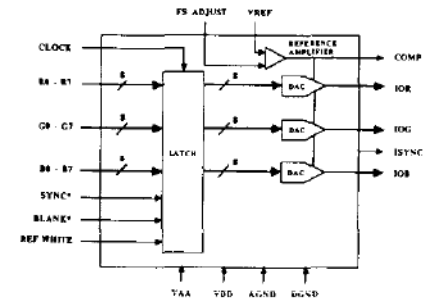 FS ADJUST VREF
CLOCK
REFERENCE
AMPLIFIER
COMP
R0 - R7
8
8
DAC
IOR
G0 - G7
8
8
DAC
IOG
LATCH
ISYNC
B0 - B7
8
8
DAC
IOB
SYNC*
BLANK*
REF WHITE
VAA VDD AGND DGND